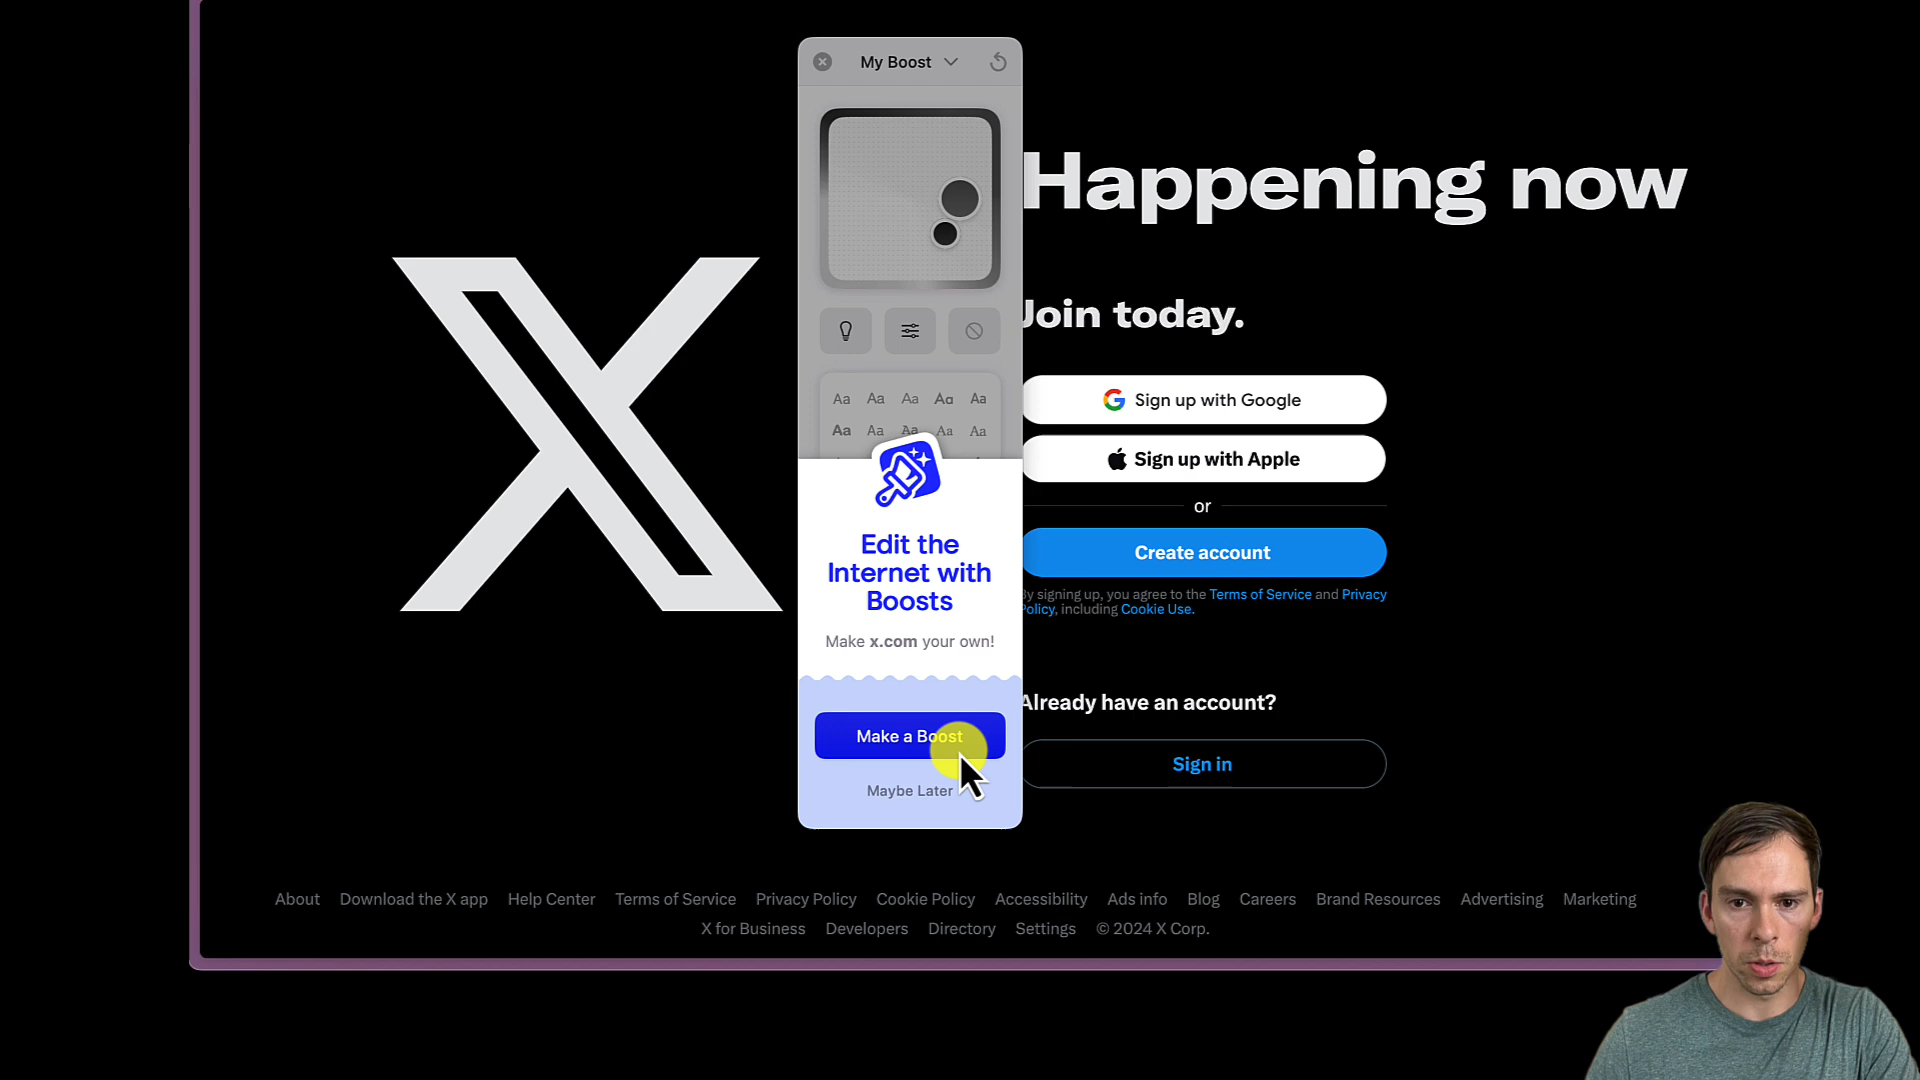 My Boost
Aa Aa Aa Aa Aa
Aa Aa Aa Aa Aa
Edit the
Internet with
Boosts
Make x.com your own!
Make a Boost
Maybe Later
Happening now
Join today.
Sign up with Google
Sign up with Apple
or
Create account
By signing up, you agree to the Terms of Service and Privacy
Policy, including Cookie Use.
Already have an account?
Sign in
About Download the X app Help Center Terms of Service Privacy Policy Cookie Policy Accessibility Ads info Blog Careers Brand Resources Advertising Marketing
X for Business Developers Directory Settings © 2024 X Corp.